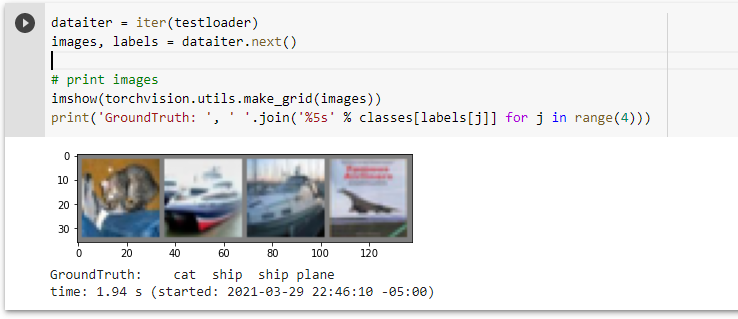 dataiter = iter(testloader)
images, labels = dataiter.next()
# print images
imshow(torchvision.utils.make_grid(images))
print('GroundTruth: ', ' '.join('%5s' % classes[labels[j]] for j in range(4)))
0
10
20
30
0 20 40 60 80 100 120
GroundTruth:    cat  ship  ship plane
time: 1.94 s (started: 2021-03-29 22:46:10 -05:00)